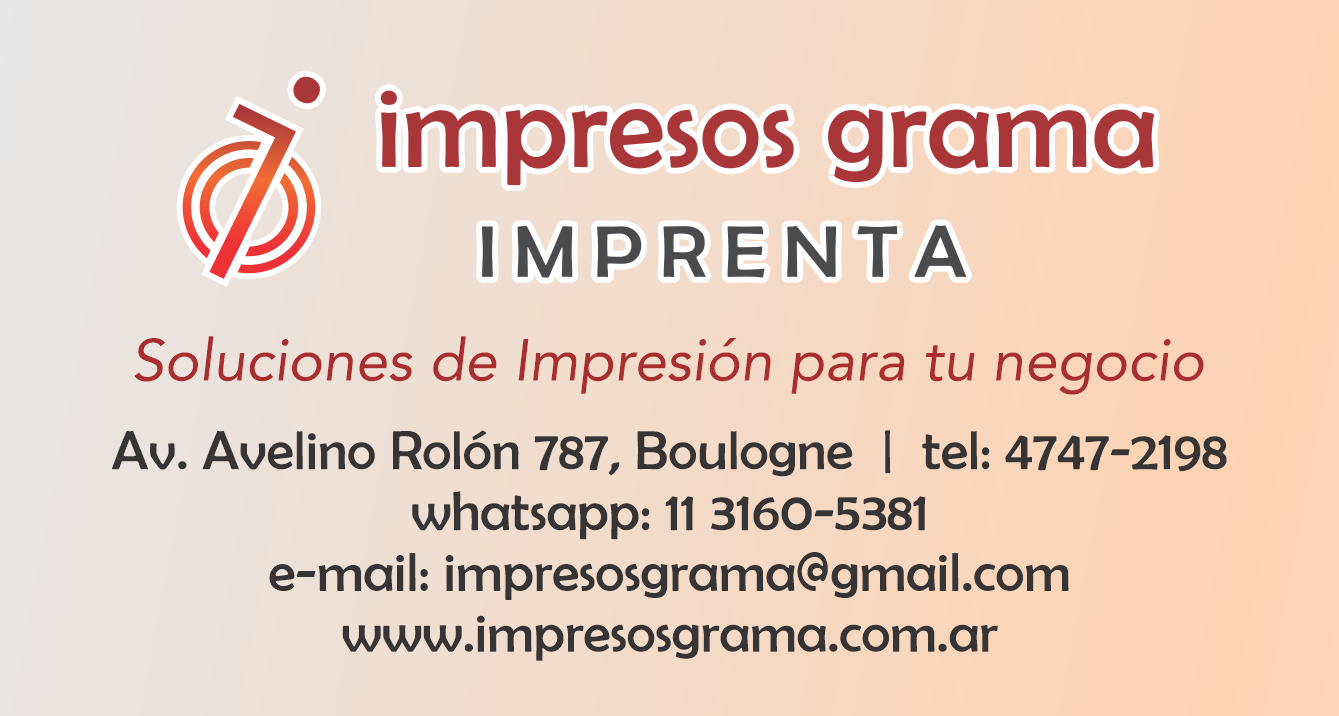 impresos grama
IMPRENTA
Soluciones de Impresión para tu negocio
Av. Avelino Rolón 787, Boulogne | tel: 4747-2198
whatsapp: 11 3160-5381
e-mail: impresosgrama@gmail.com
www.impresosgrama.com.ar